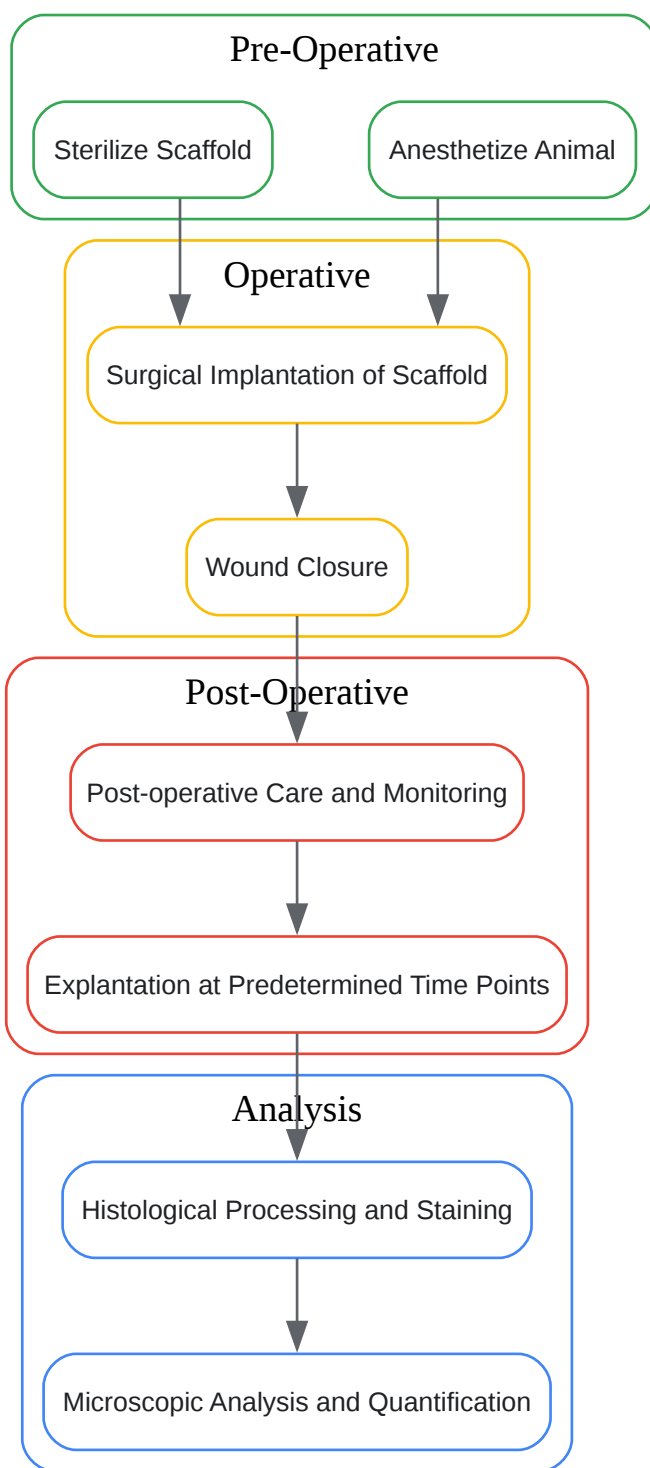 Pre-Operative
Sterilize Scaffold
Anesthetize Animal
Operative
Surgical Implantation of Scaffold
Wound Closure
Post-Operative
Post-operative Care and Monitoring
Explantation at Predetermined Time Points
Analysis
Histological Processing and Staining
Microscopic Analysis and Quantification